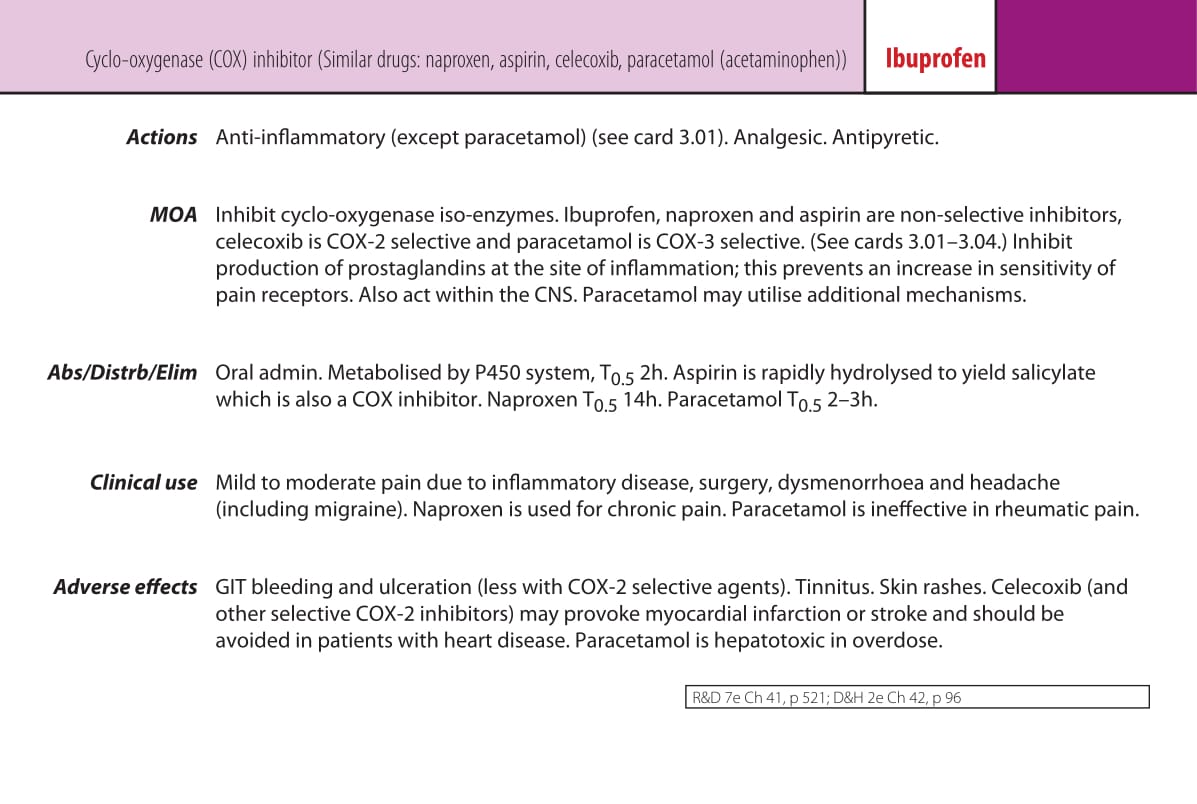 Cyclo-oxygenase (COX) inhibitor (Similar drugs: naproxen, aspirin, celecoxib, paracetamol (acetaminophen)) Ibuprofen
Actions Anti-inflammatory (except paracetamol) (see card 3.01). Analgesic. Antipyretic.
MOA Inhibit cyclo-oxygenase iso-enzymes. Ibuprofen, naproxen and aspirin are non-selective inhibitors,
celecoxib is COX-2 selective and paracetamol is COX-3 selective. (See cards 3.01–3.04.) Inhibit
production of prostaglandins at the site of inflammation; this prevents an increase in sensitivity of
pain receptors. Also act within the CNS. Paracetamol may utilise additional mechanisms.
Abs/Distrb/Elim Oral admin. Metabolised by P450 system, T0.5 2h. Aspirin is rapidly hydrolysed to yield salicylate
which is also a COX inhibitor. Naproxen T0.5 14h. Paracetamol T0.5 2–3h.
Clinical use Mild to moderate pain due to inflammatory disease, surgery, dysmenorrhoea and headache
(including migraine). Naproxen is used for chronic pain. Paracetamol is ineffective in rheumatic pain.
Adverse effects GIT bleeding and ulceration (less with COX-2 selective agents). Tinnitus. Skin rashes. Celecoxib (and
other selective COX-2 inhibitors) may provoke myocardial infarction or stroke and should be
avoided in patients with heart disease. Paracetamol is hepatotoxic in overdose.
R&D 7e Ch 41, p 521; D&H 2e Ch 42, p 96